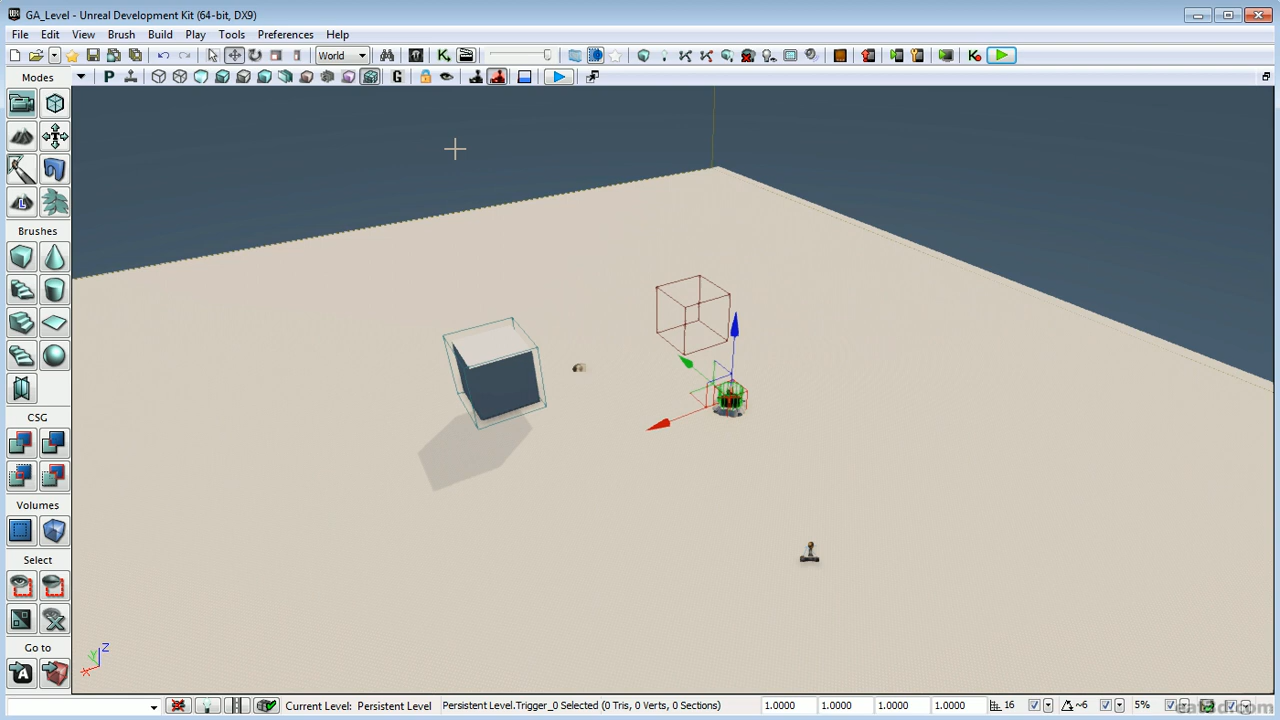 GA_Level - Unreal Development Kit (64-bit, DX9)
File Edit View Brush Build Play Tools Preferences Help
World
Modes
P
G
L
Brushes
CSG
Volumes
Select
Go to
A
Z
Y
X
Current Level: Persistent Level
Persistent Level.Trigger_0 Selected (0 Tris, 0 Verts, 0 Sections)
1.0000 1.0000 1.0000 1.0000 16 ~6 5%